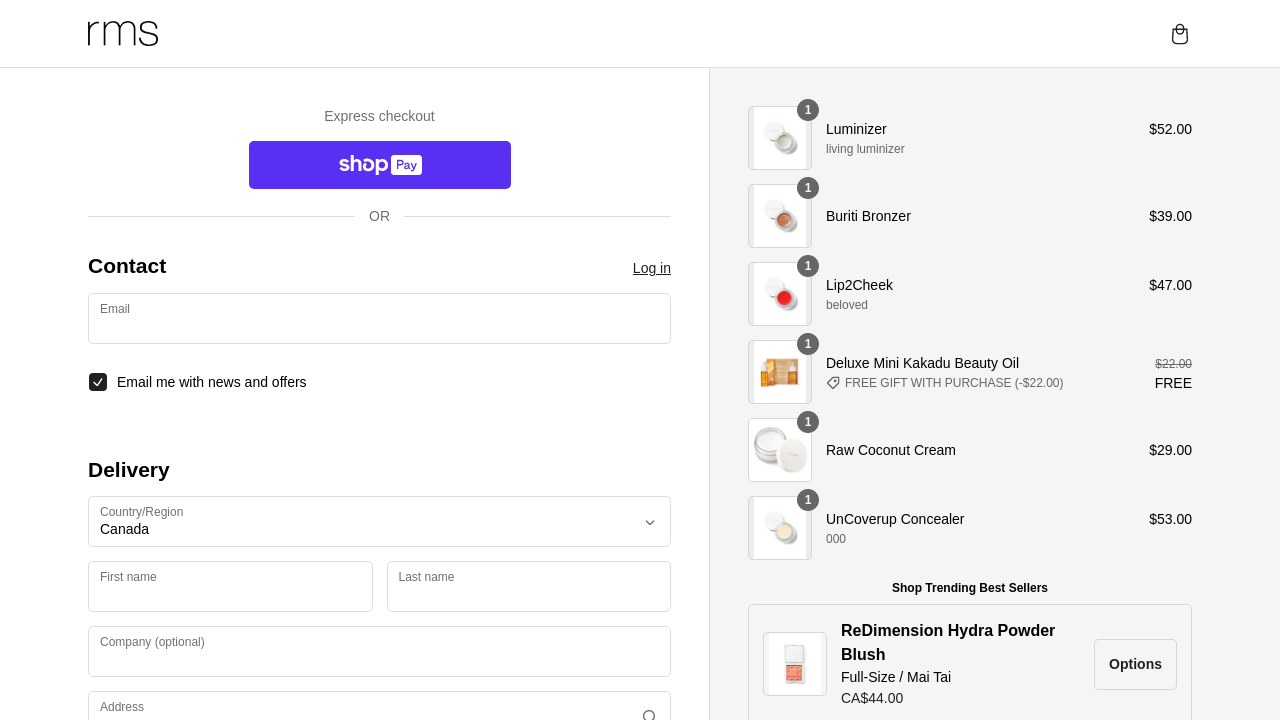 rms
Express checkout
shop Pay
OR
Contact
Log in
Email
Email me with news and offers
Delivery
Country/Region
Canada
First name
Last name
Company (optional)
Address
1
Luminizer
living luminizer
$52.00
1
Buriti Bronzer
$39.00
1
Lip2Cheek
beloved
$47.00
1
Deluxe Mini Kakadu Beauty Oil
FREE GIFT WITH PURCHASE (-$22.00)
$22.00
FREE
1
Raw Coconut Cream
$29.00
1
UnCoverup Concealer
000
$53.00
Shop Trending Best Sellers
ReDimension Hydra Powder
Blush
Full-Size / Mai Tai
CA$44.00
Options